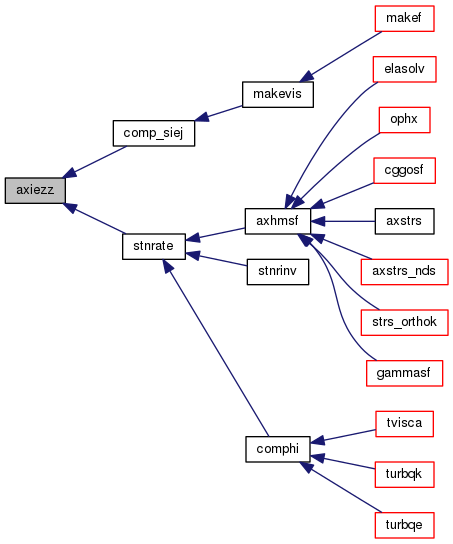 makef
elasolv
makevis
ophx
comp_siej
cggosf
axiezz
axhmsf
axstrs
stnrate
stnrinv
axstrs_nds
strs_orthok
gammasf
tvisca
comphi
turbqk
turbqe